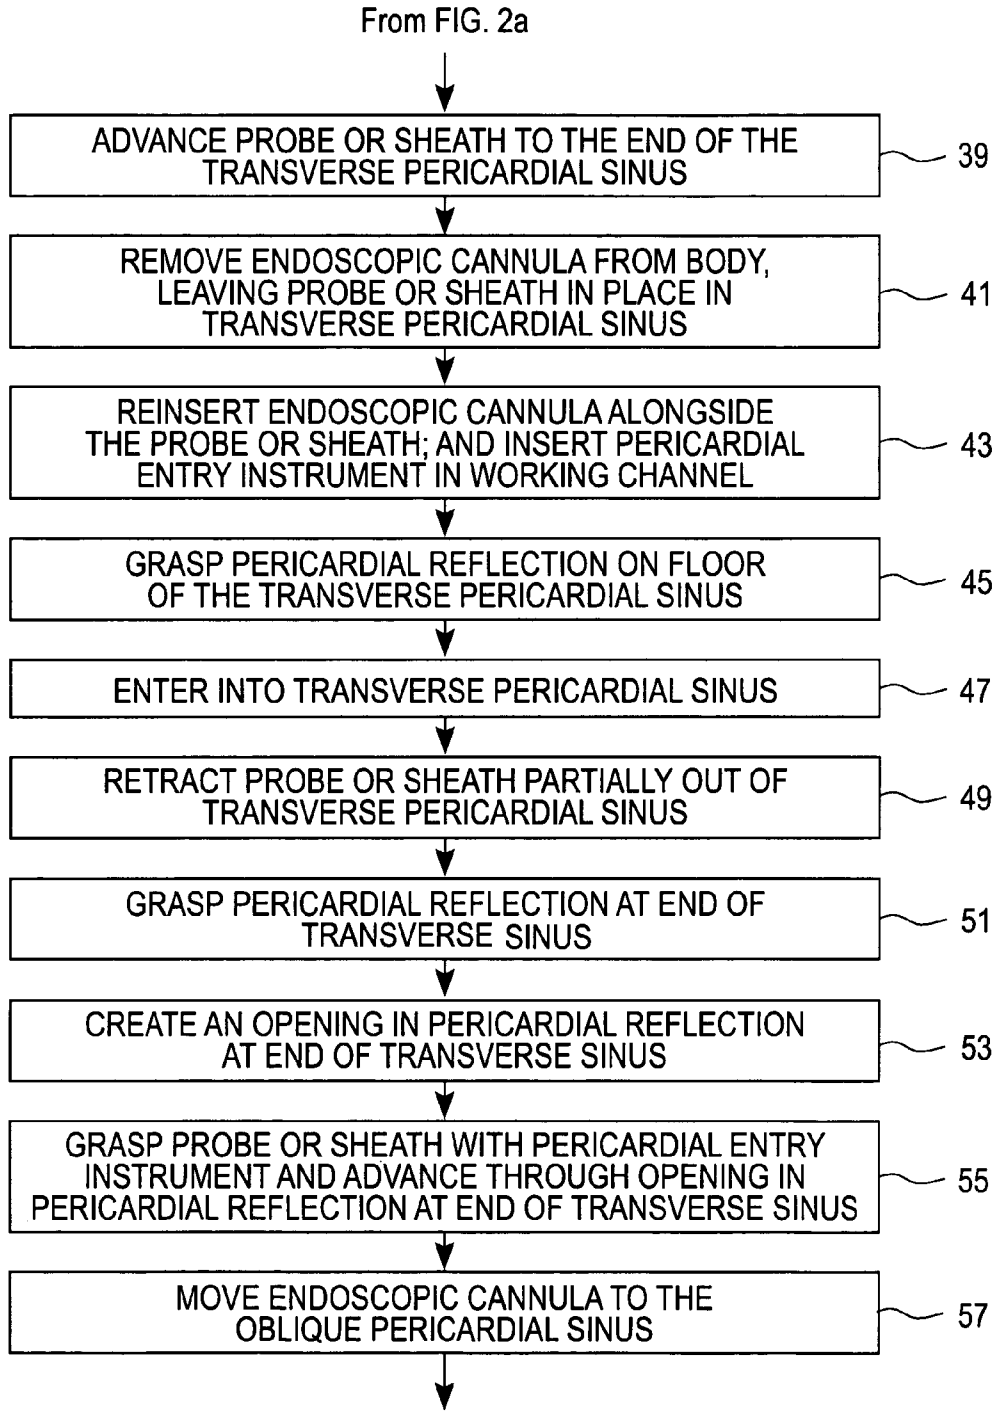 From FIG. 2a
ADVANCE PROBE OR SHEATH TO THE END OF THE
TRANSVERSE PERICARDIAL SINUS
39
REMOVE ENDOSCOPIC CANNULA FROM BODY,
LEAVING PROBE OR SHEATH IN PLACE IN
TRANSVERSE PERICARDIAL SINUS
41
REINSERT ENDOSCOPIC CANNULA ALONGSIDE
THE PROBE OR SHEATH; AND INSERT PERICARDIAL
ENTRY INSTRUMENT IN WORKING CHANNEL
43
GRASP PERICARDIAL REFLECTION ON FLOOR
OF THE TRANSVERSE PERICARDIAL SINUS
45
ENTER INTO TRANSVERSE PERICARDIAL SINUS
47
RETRACT PROBE OR SHEATH PARTIALLY OUT OF
TRANSVERSE PERICARDIAL SINUS
49
GRASP PERICARDIAL REFLECTION AT END OF
TRANSVERSE SINUS
51
CREATE AN OPENING IN PERICARDIAL REFLECTION
AT END OF TRANSVERSE SINUS
53
GRASP PROBE OR SHEATH WITH PERICARDIAL ENTRY
INSTRUMENT AND ADVANCE THROUGH OPENING IN
PERICARDIAL REFLECTION AT END OF TRANSVERSE SINUS
55
MOVE ENDOSCOPIC CANNULA TO THE
OBLIQUE PERICARDIAL SINUS
57